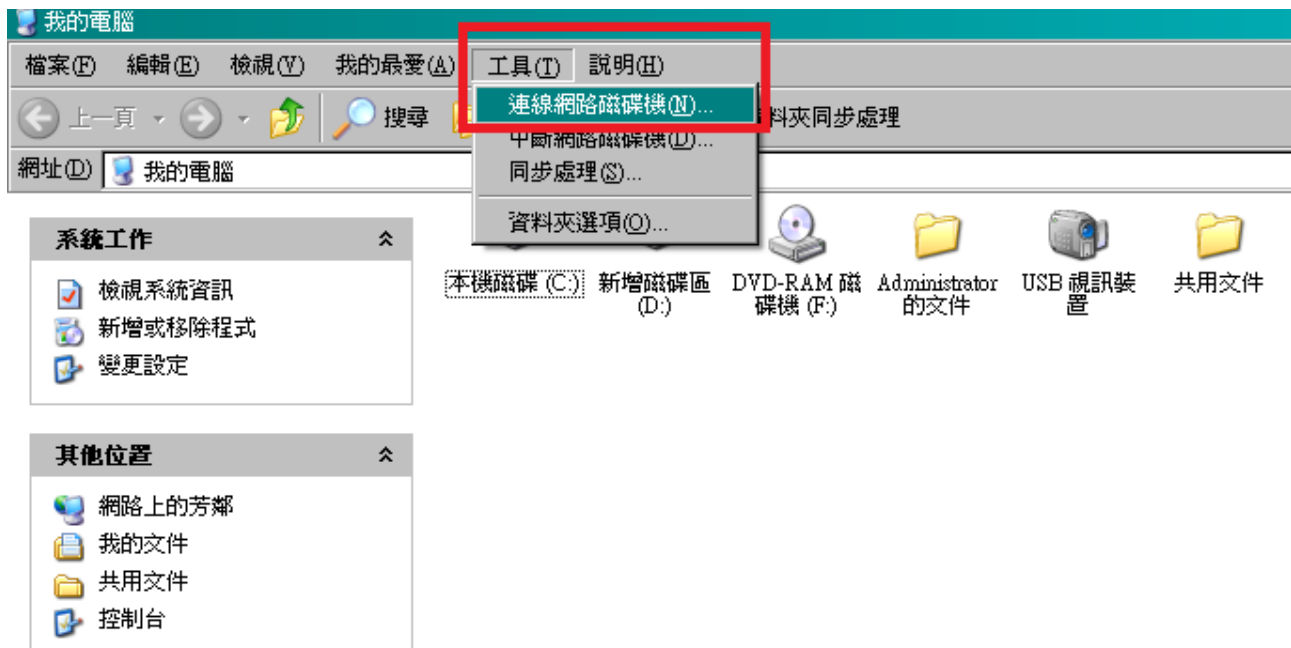 我的電腦
檔案(F) 編輯(E) 檢視(V) 我的最愛(A) 工具(T) 說明(H)
上一頁 搜尋 料夾同步處理
連線網路磁碟機(N)...
中斷網路磁碟機(D)...
同步處理(S)...
資料夾選項(O)...
網址(D) 我的電腦
系統工作
檢視系統資訊
新增或移除程式
變更設定
其他位置
網路上的芳鄰
我的文件
共用文件
控制台
本機磁碟 (C:)
新增磁碟區
(D:)
DVD-RAM 磁
碟機 (F:)
Administrator
的文件
USB 視訊裝
置
共用文件